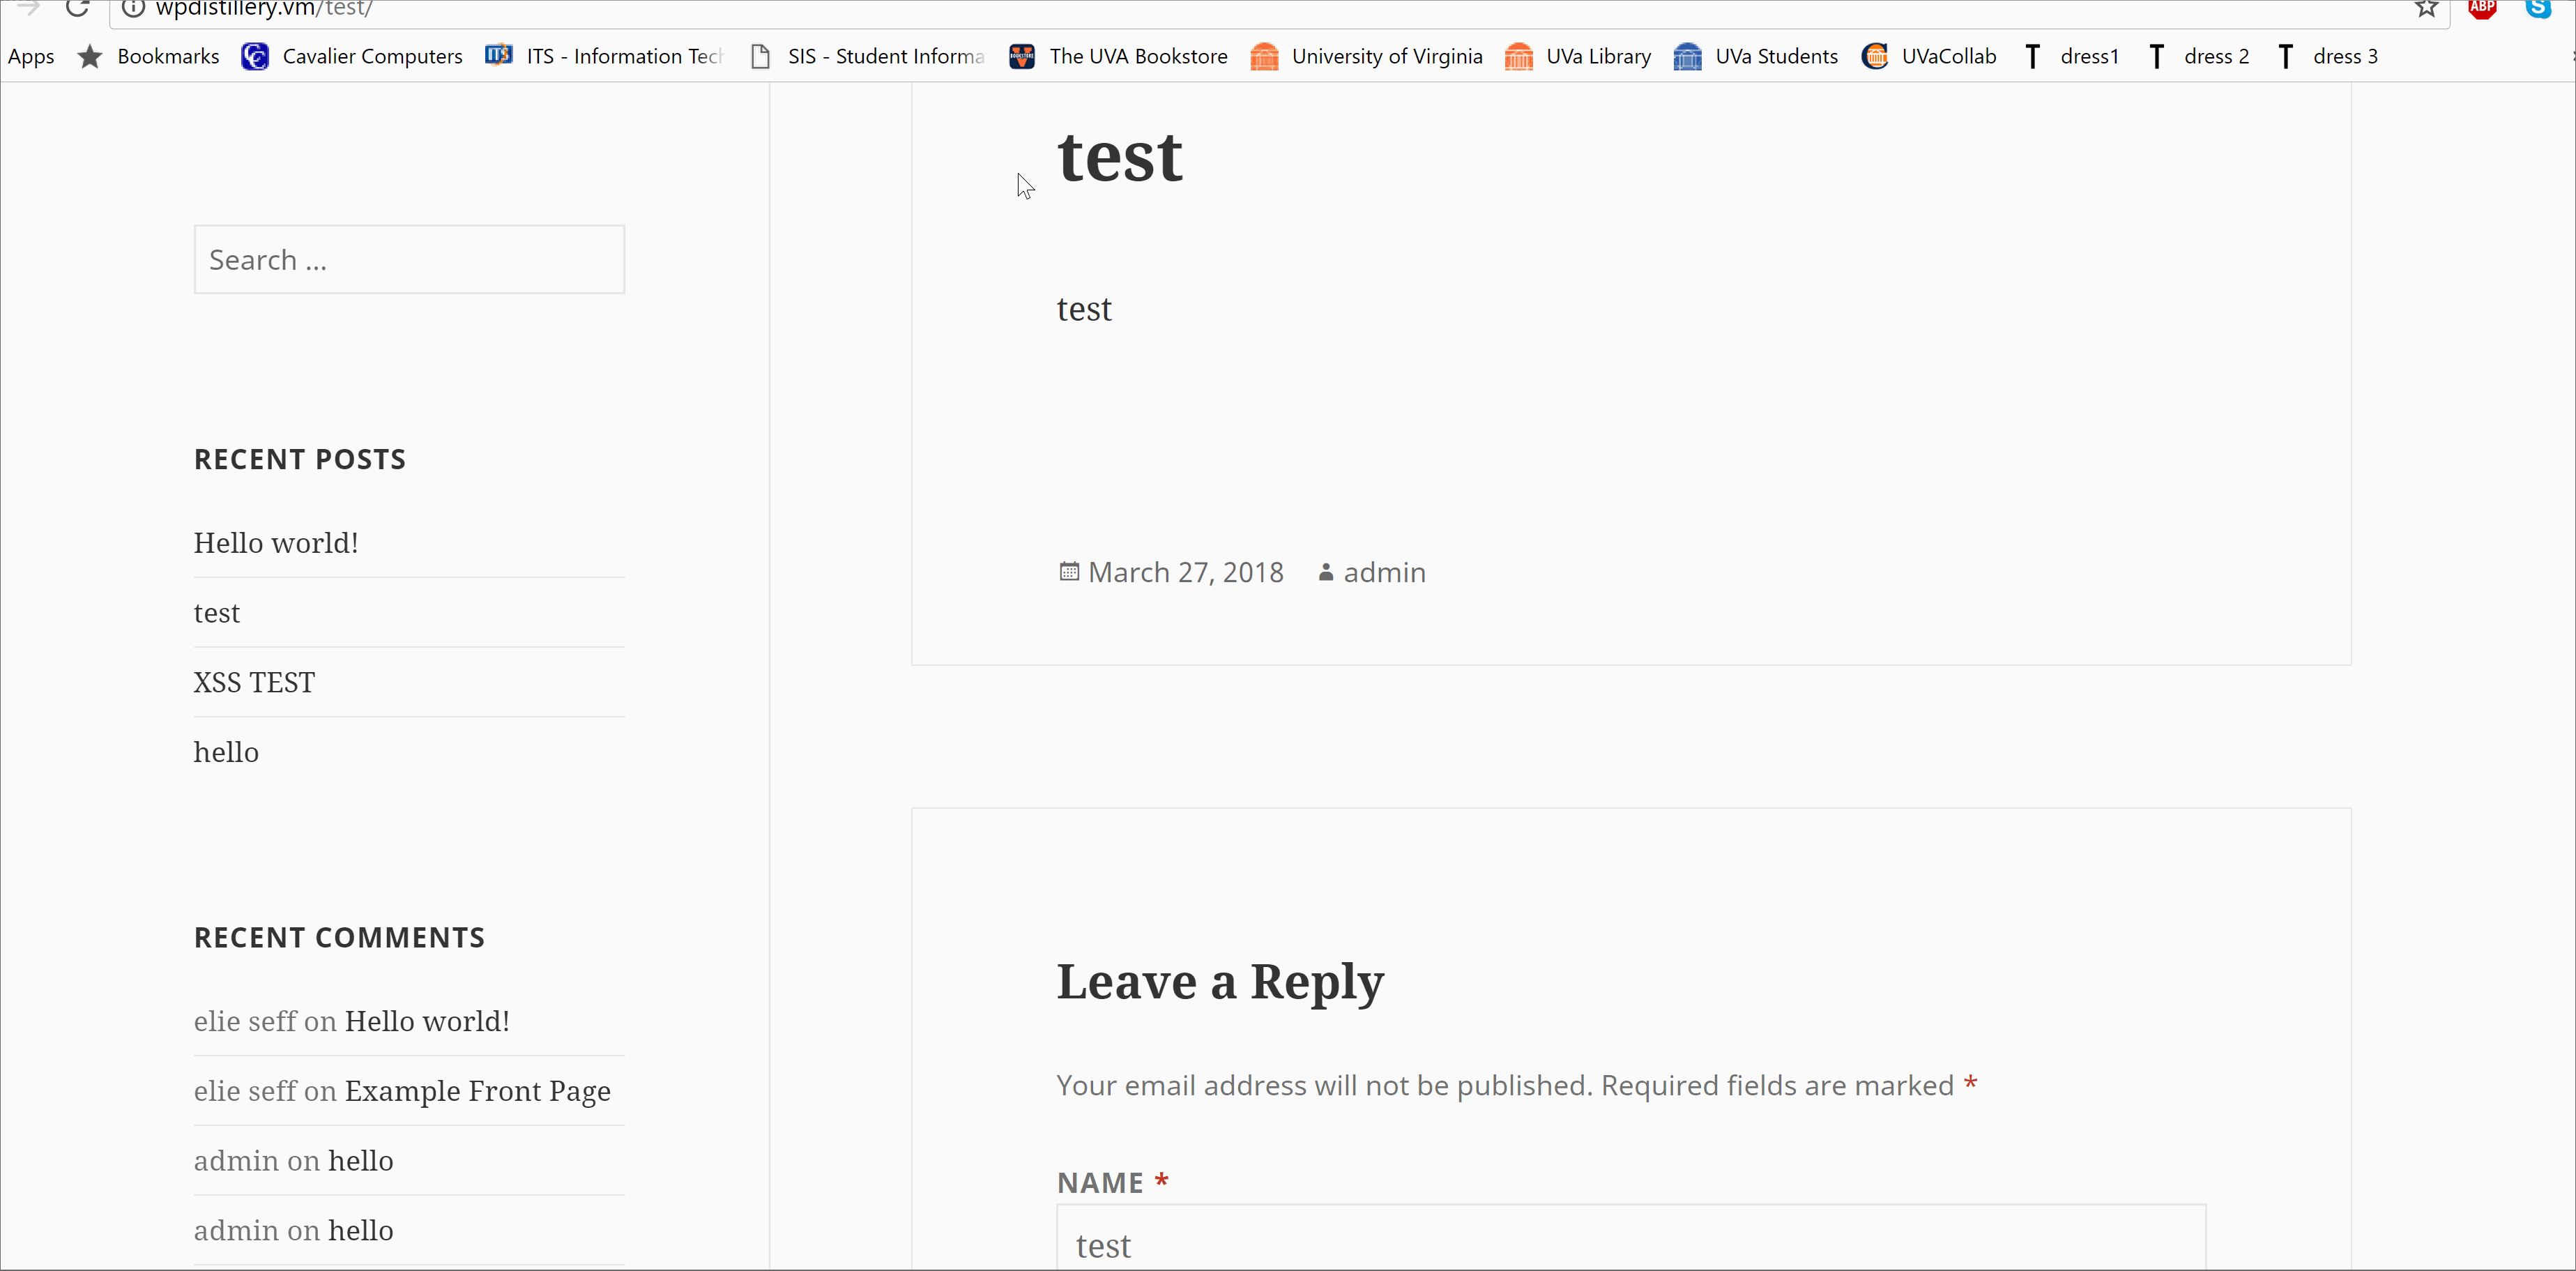 wpdistillery.vm/test/
ABP
S
Apps Bookmarks Cavalier Computers ITS - Information Tech SIS - Student Informa The UVA Bookstore University of Virginia UVa Library UVa Students UVaCollab dress1 dress 2 dress 3
test
Search ...
test
RECENT POSTS
Hello world!
test
XSS TEST
hello
March 27, 2018 admin
RECENT COMMENTS
elie seff on Hello world!
elie seff on Example Front Page
admin on hello
admin on hello
Leave a Reply
Your email address will not be published. Required fields are marked *
NAME *
test